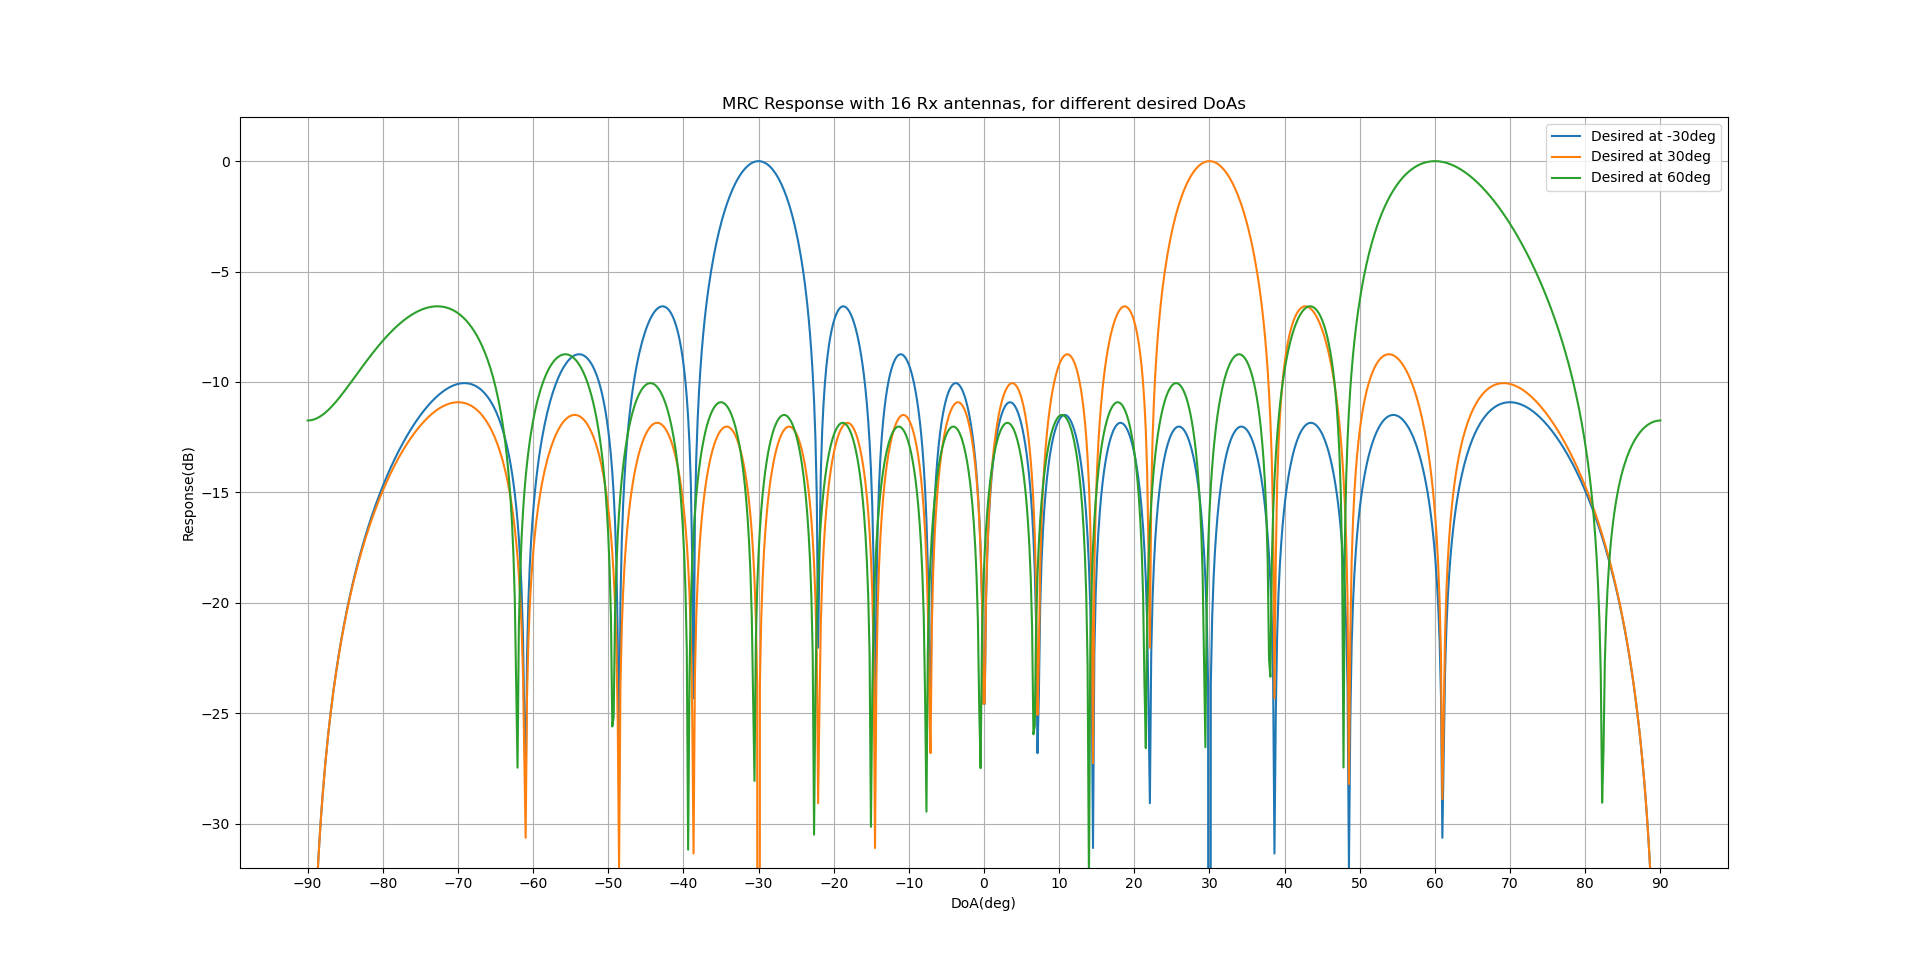 MRC Response with 16 Rx antennas, for different desired DoAs
Desired at -30deg
Desired at 30deg
Desired at 60deg
0
−5
−10
−15
−20
−25
−30
Response(dB)
−90 −80 −70 −60 −50 −40 −30 −20 −10 0 10 20 30 40 50 60 70 80 90
DoA(deg)